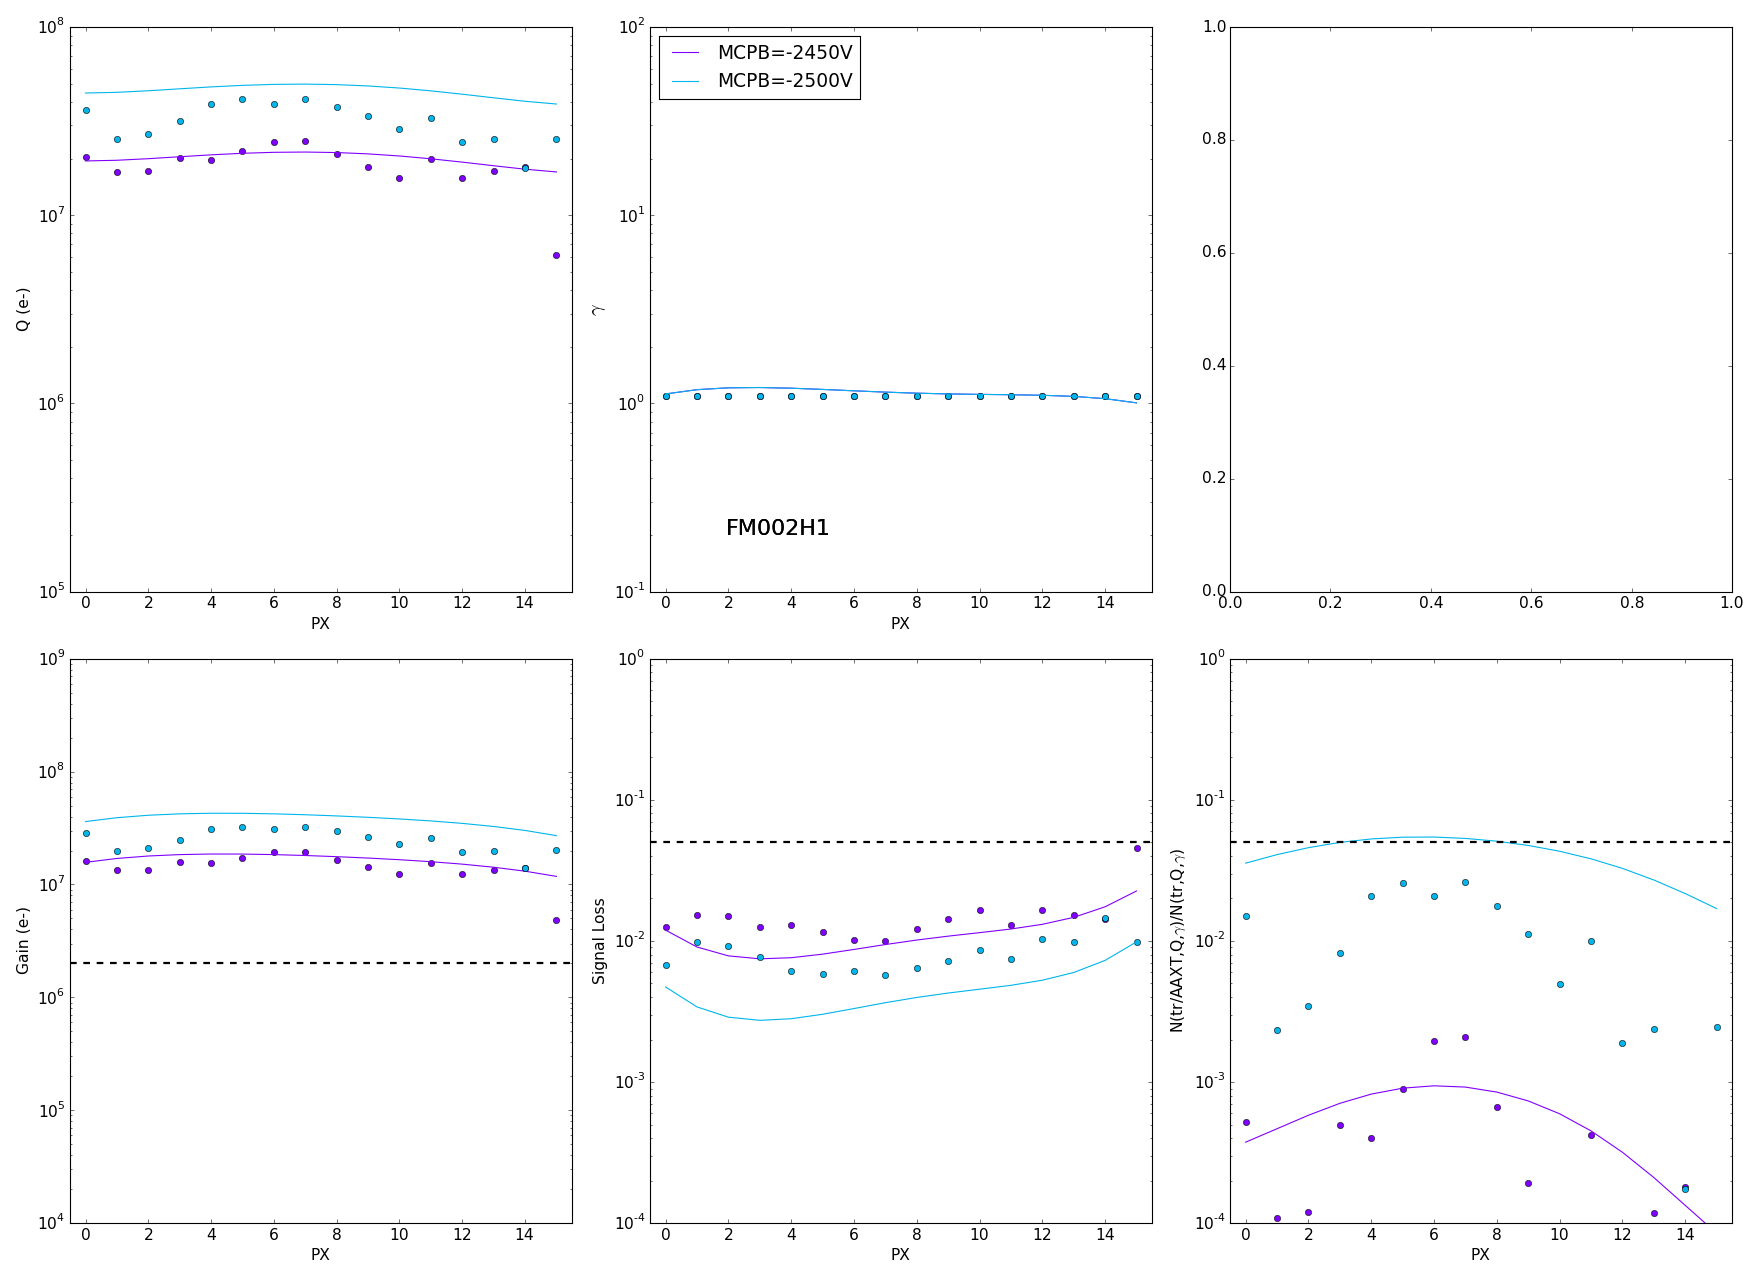 10^8
10^7
10^6
10^5
Q (e-)
0 2 4 6 8 10 12 14
PX
10^2
10^1
10^0
10^-1
γ
MCPB=-2450V
MCPB=-2500V
FM002H1
0 2 4 6 8 10 12 14
PX
1.0
0.8
0.6
0.4
0.2
0.0
0.0 0.2 0.4 0.6 0.8 1.0
10^9
10^8
10^7
10^6
10^5
10^4
Gain (e-)
0 2 4 6 8 10 12 14
PX
10^0
10^-1
10^-2
10^-3
10^-4
Signal Loss
0 2 4 6 8 10 12 14
PX
10^0
10^-1
10^-2
10^-3
10^-4
N(tr/AAXT,Q,γ)/N(tr,Q,γ)
0 2 4 6 8 10 12 14
PX